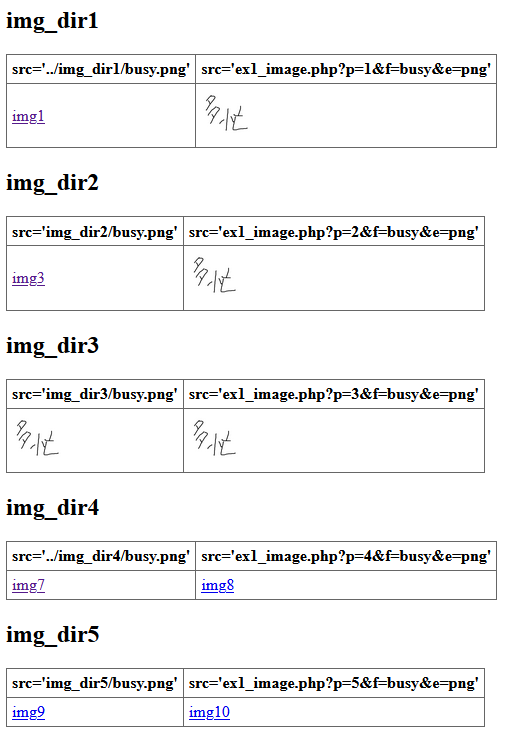 img_dir1
src='../img_dir1/busy.png' src='ex1_image.php?p=1&f=busy&e=png'
img1 多忙
img_dir2
src='img_dir2/busy.png' src='ex1_image.php?p=2&f=busy&e=png'
img3 多忙
img_dir3
src='img_dir3/busy.png' src='ex1_image.php?p=3&f=busy&e=png'
多忙 多忙
img_dir4
src='../img_dir4/busy.png' src='ex1_image.php?p=4&f=busy&e=png'
img7 img8
img_dir5
src='img_dir5/busy.png' src='ex1_image.php?p=5&f=busy&e=png'
img9 img10